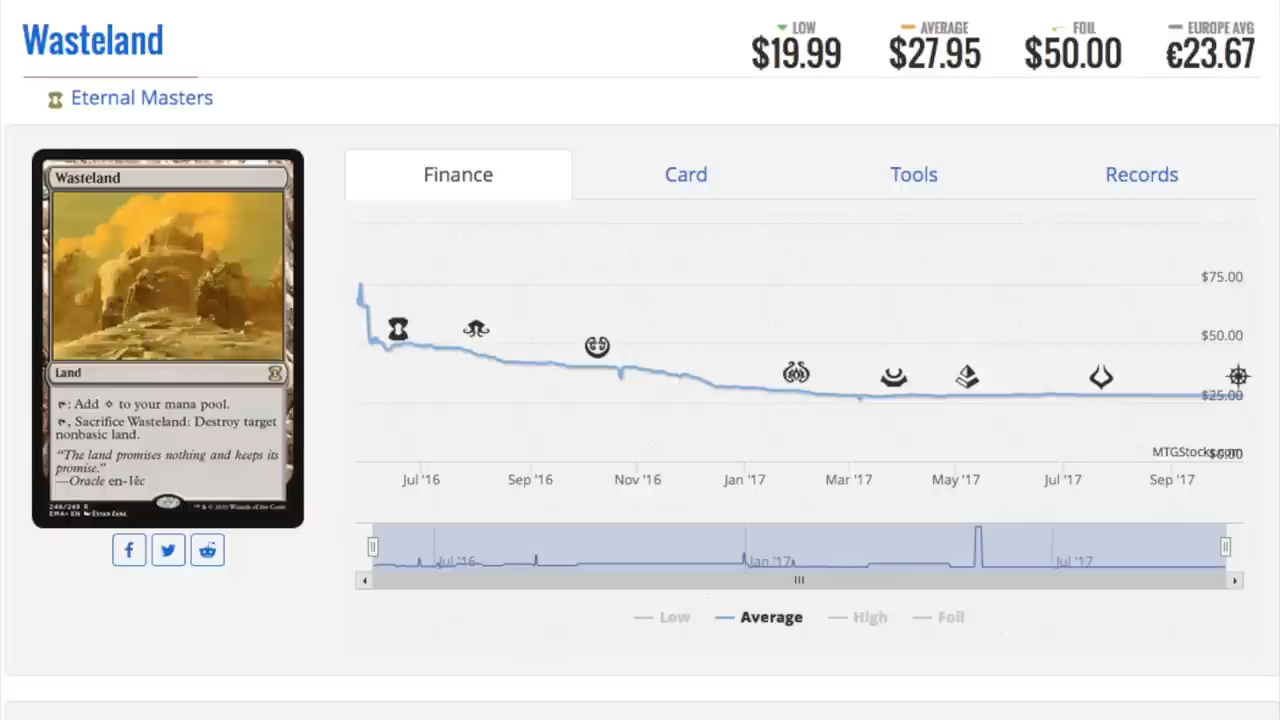 Wasteland
LOW
$19.99
AVERAGE
$27.95
FOIL
$50.00
EUROPE AVG
€23.67
Eternal Masters
Wasteland
Land
: Add to your mana pool.
, Sacrifice Wasteland: Destroy target
nonbasic land.
“The land promises nothing and keeps its
promise.”
—Oracle en-Vec
Finance
Card
Tools
Records
$75.00
$50.00
$25.00
MTGStocks.com
$0.00
Jul '16
Sep '16
Nov '16
Jan '17
Mar '17
May '17
Jul '17
Sep '17
Jul '16
Jan '17
Jul '17
Low
Average
High
Foil